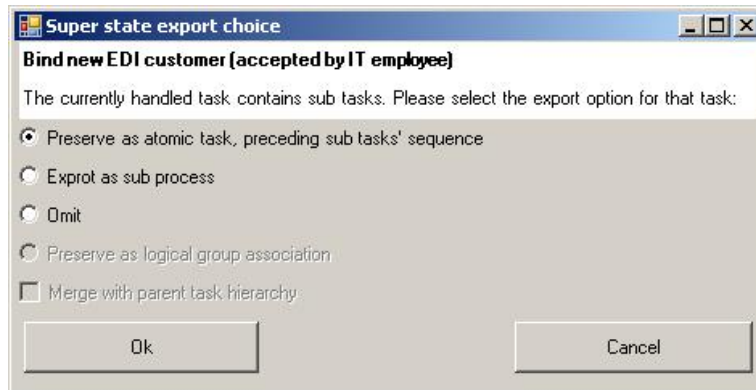 Super state export choice
Bind new EDI customer (accepted by IT employee)
The currently handled task contains sub tasks. Please select the export option for that task:
Preserve as atomic task, preceding sub tasks' sequence
Exprot as sub process
Omit
Preserve as logical group association
Merge with parent task hierarchy
Ok Cancel